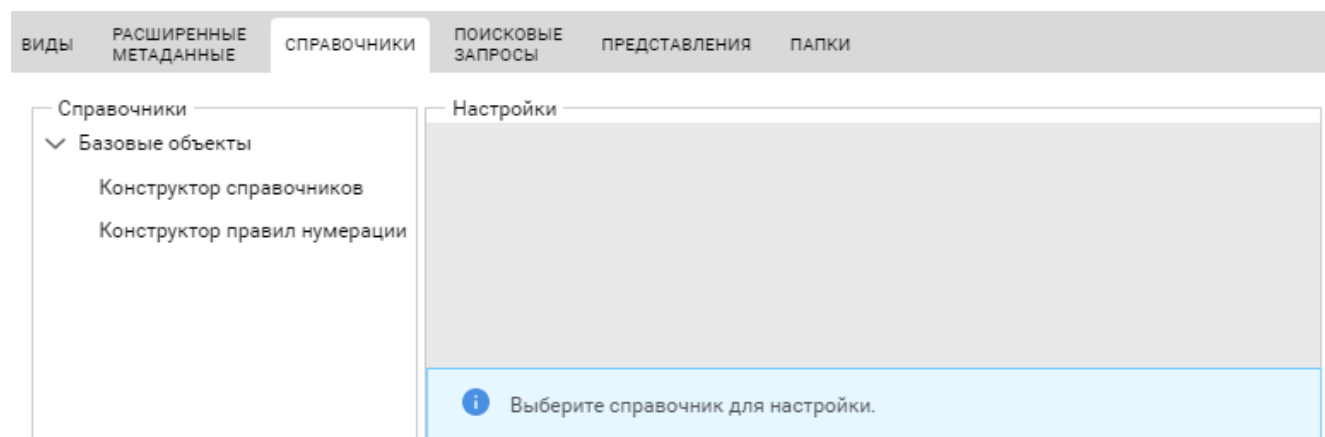 ВИДЫ
РАСШИРЕННЫЕ
МЕТАДАННЫЕ
СПРАВОЧНИКИ
ПОИСКОВЫЕ
ЗАПРОСЫ
ПРЕДСТАВЛЕНИЯ
ПАПКИ
Справочники
Базовые объекты
Конструктор справочников
Конструктор правил нумерации
Настройки
Выберите справочник для настройки.